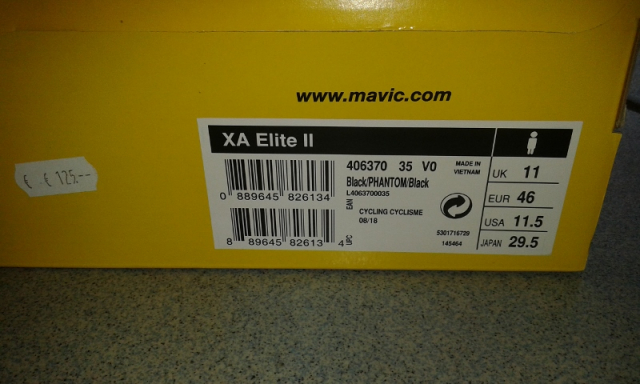 www.mavic.com
XA Elite II
406370 35 V0
MADE IN
VIETNAM
Black/PHANTOM/Black
L4063700035
0 889645 826134
EAN
CYCLING CYCLISME
08/18
8 89645 82613 4
UPC
5301716729
145464
UK 11
EUR 46
USA 11.5
JAPAN 29.5
€ € 125.--